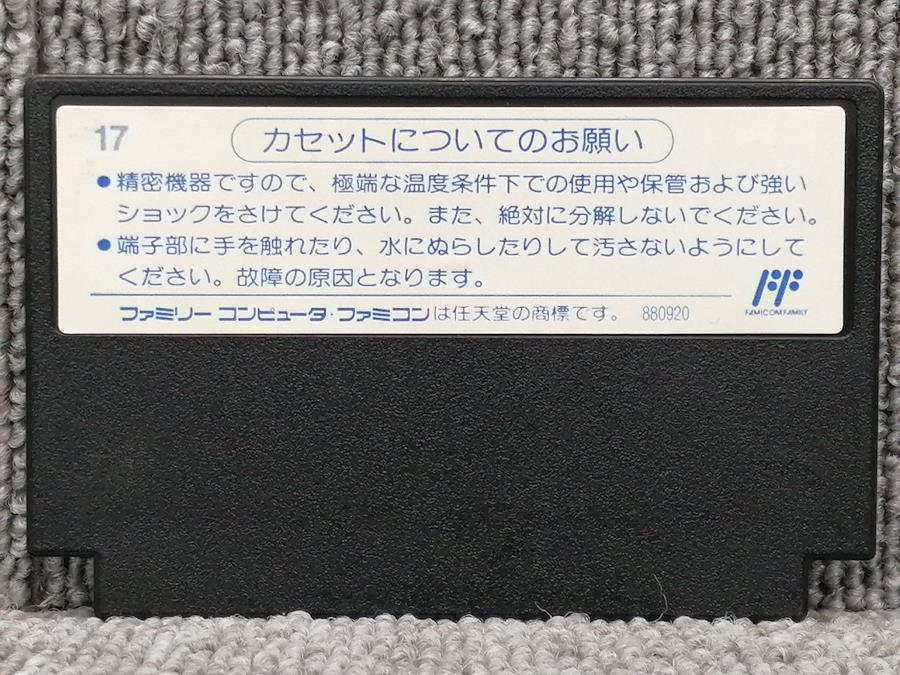 17
カセットについてのお願い
●精密機器ですので、極端な温度条件下での使用や保管および強い
ショックをさけてください。また、絶対に分解しないでください。
●端子部に手を触れたり、水にぬらしたりして汚さないようにして
ください。故障の原因となります。
ファミリー コンピュータ・ファミコンは任天堂の商標です。 880920
FF
FAMICOM FAMILY